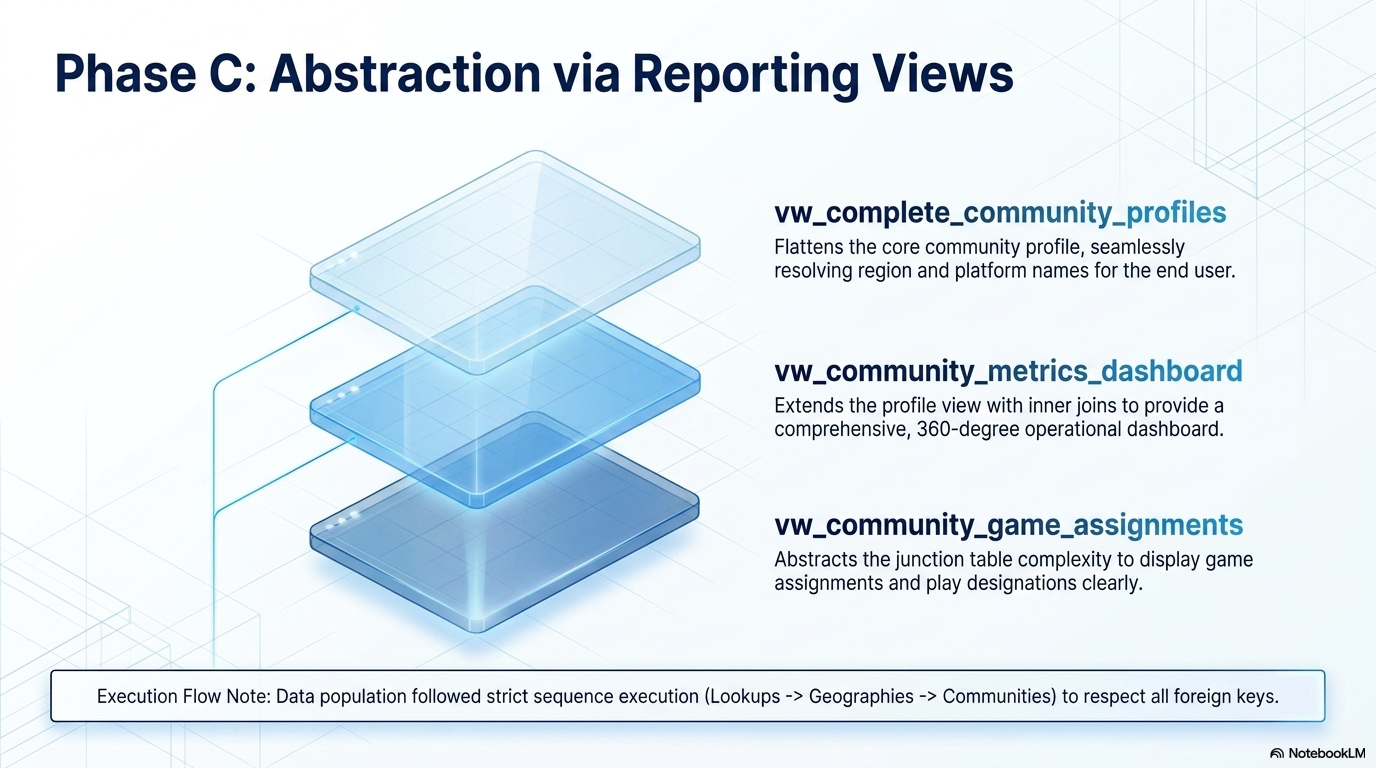 Phase C: Abstraction via Reporting Views
vw_complete_community_profiles
Flattens the core community profile, seamlessly
resolving region and platform names for the end user.
vw_community_metrics_dashboard
Extends the profile view with inner joins to provide a
comprehensive, 360-degree operational dashboard.
vw_community_game_assignments
Abstracts the junction table complexity to display game
assignments and play designations clearly.
Execution Flow Note: Data population followed strict sequence execution (Lookups -> Geographies -> Communities) to respect all foreign keys.
NotebookLM